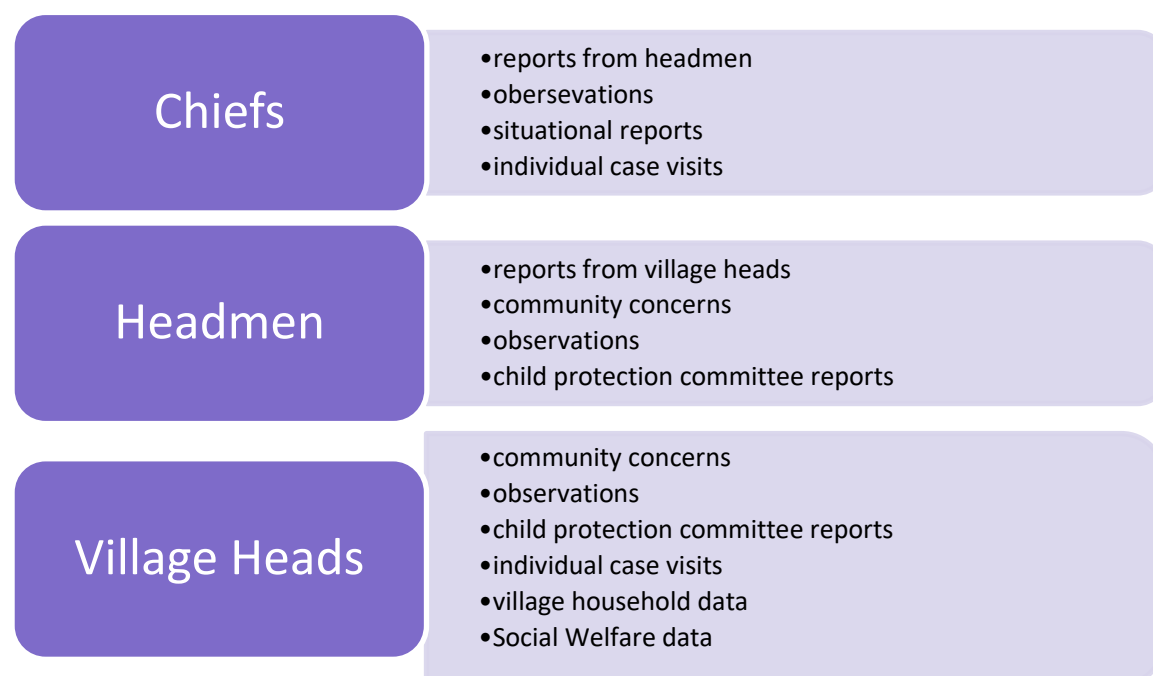 Chiefs
•reports from headmen
•obersevations
•situational reports
•individual case visits
Headmen
•reports from village heads
•community concerns
•observations
•child protection committee reports
Village Heads
•community concerns
•observations
•child protection committee reports
•individual case visits
•village household data
•Social Welfare data